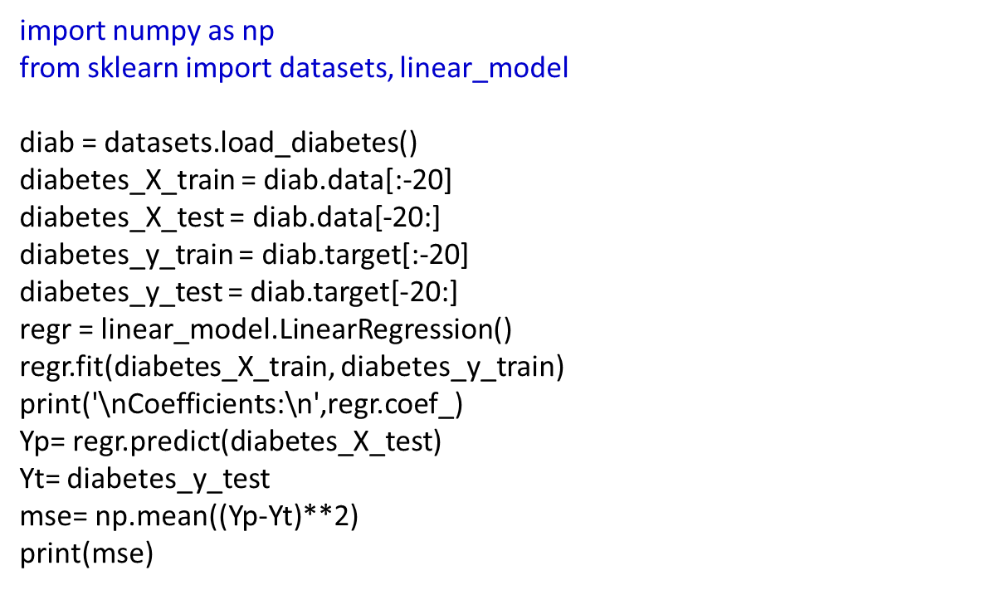 import numpy as np
from sklearn import datasets, linear_model
diab = datasets.load_diabetes()
diabetes_X_train = diab.data[:-20]
diabetes_X_test = diab.data[-20:]
diabetes_y_train = diab.target[:-20]
diabetes_y_test = diab.target[-20:]
regr = linear_model.LinearRegression()
regr.fit(diabetes_X_train, diabetes_y_train)
print('\nCoefficients:\n',regr.coef_)
Yp= regr.predict(diabetes_X_test)
Yt= diabetes_y_test
mse= np.mean((Yp-Yt)**2)
print(mse)